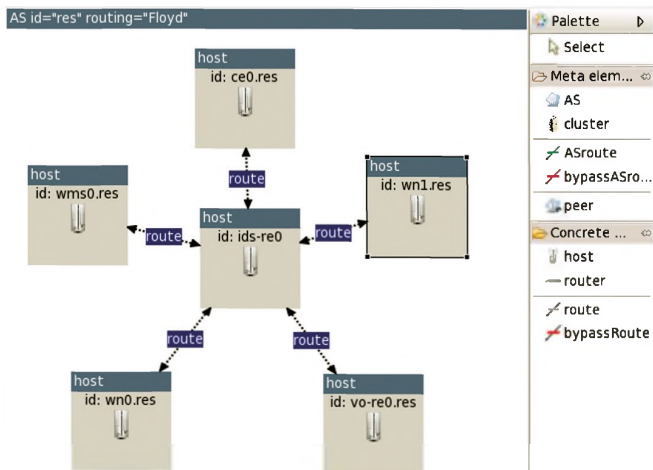 AS id="res" routing="Floyd"
host
id: ce0.res
route
host
id: wms0.res
route
host
id: ids-re0
route
host
id: wn1.res
route
route
host
id: wn0.res
host
id: vo-re0.res
Palette
Select
Meta elem...
AS
cluster
ASroute
bypassASro...
peer
Concrete ...
host
router
route
bypassRoute